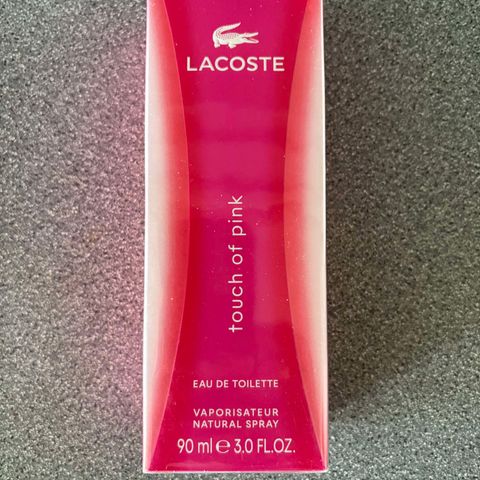 LACOSTE
touch of pink
EAU DE TOILETTE
VAPORISATEUR
NATURAL SPRAY
90 ml ℮ 3,0 FL.OZ.